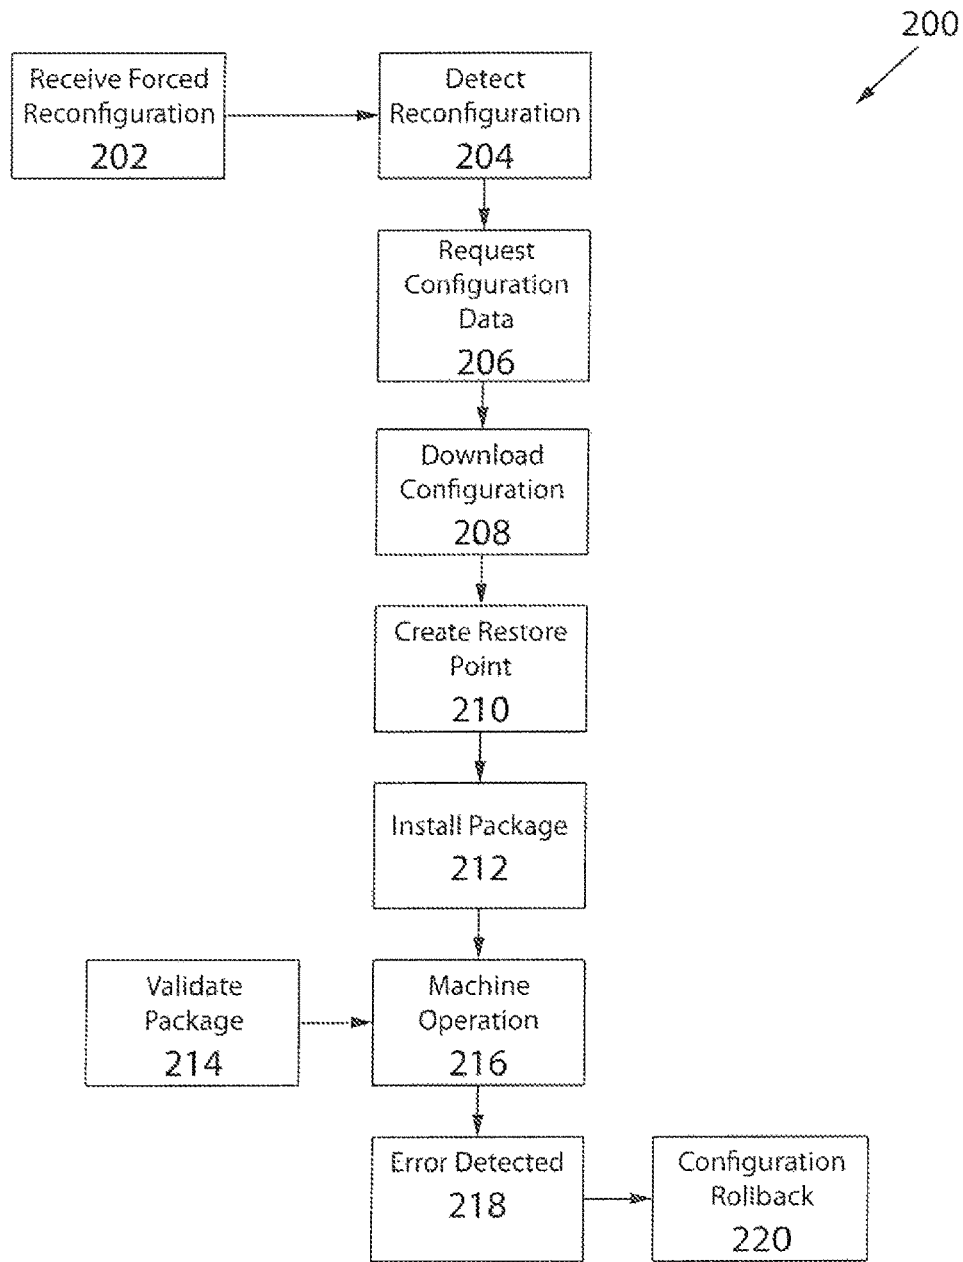 200
Receive Forced
Reconfiguration
202
Detect
Reconfiguration
204
Request
Configuration
Data
206
Download
Configuration
208
Create Restore
Point
210
Install Package
212
Validate
Package
214
Machine
Operation
216
Error Detected
218
Configuration
Rollback
220